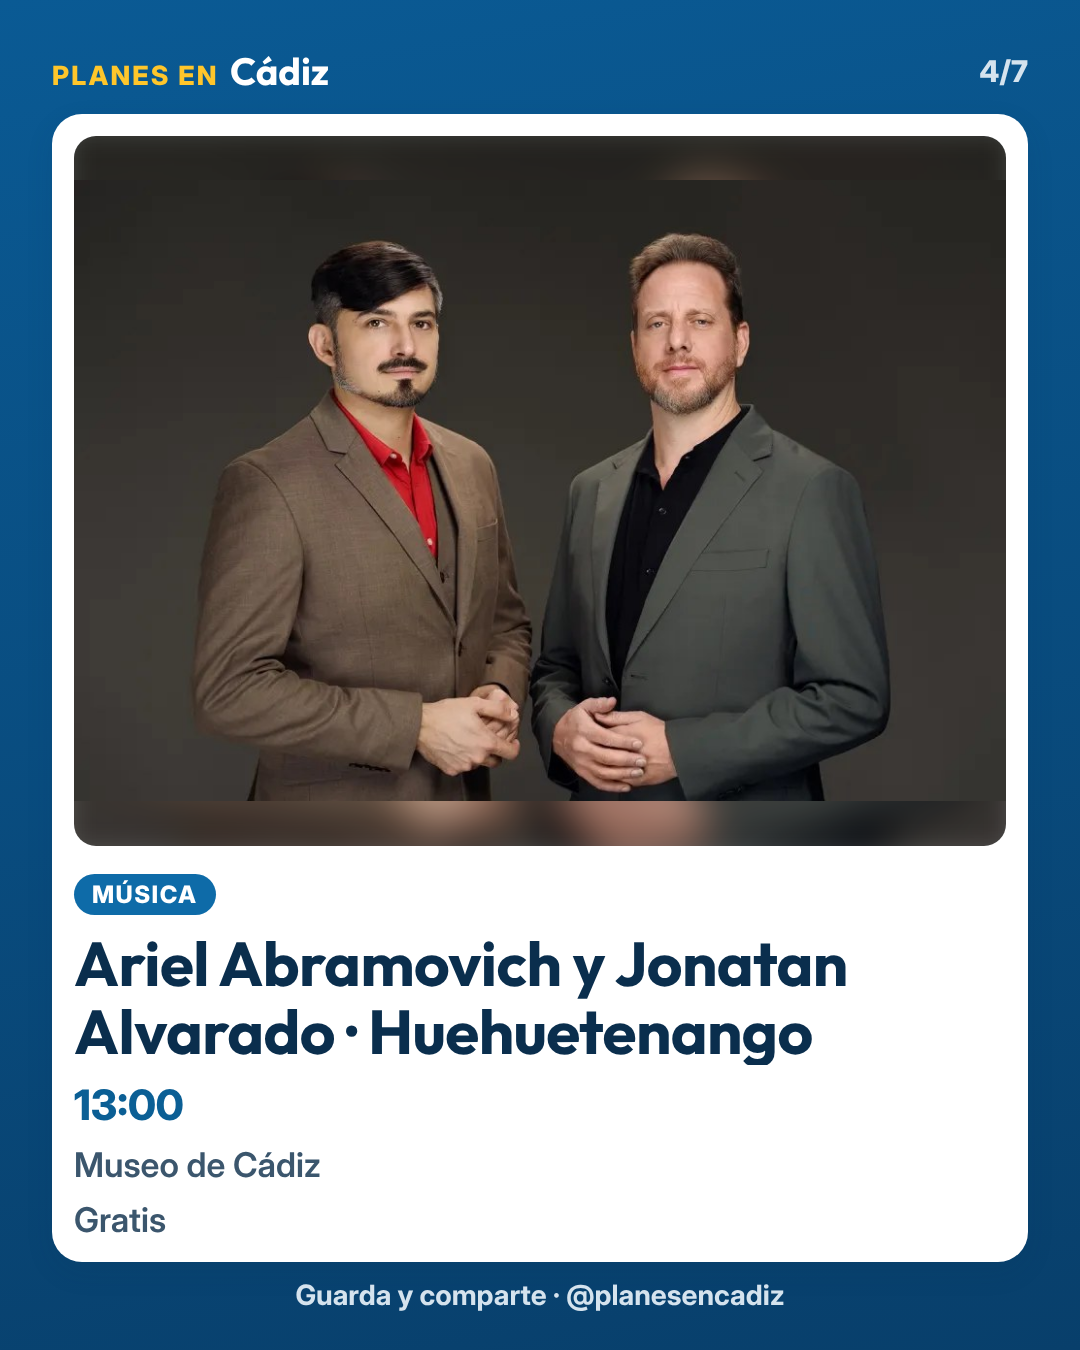 PLANES EN Cádiz
4/7
MÚSICA
Ariel Abramovich y Jonatan
Alvarado · Huehuetenango
13:00
Museo de Cádiz
Gratis
Guarda y comparte · @planesencadiz